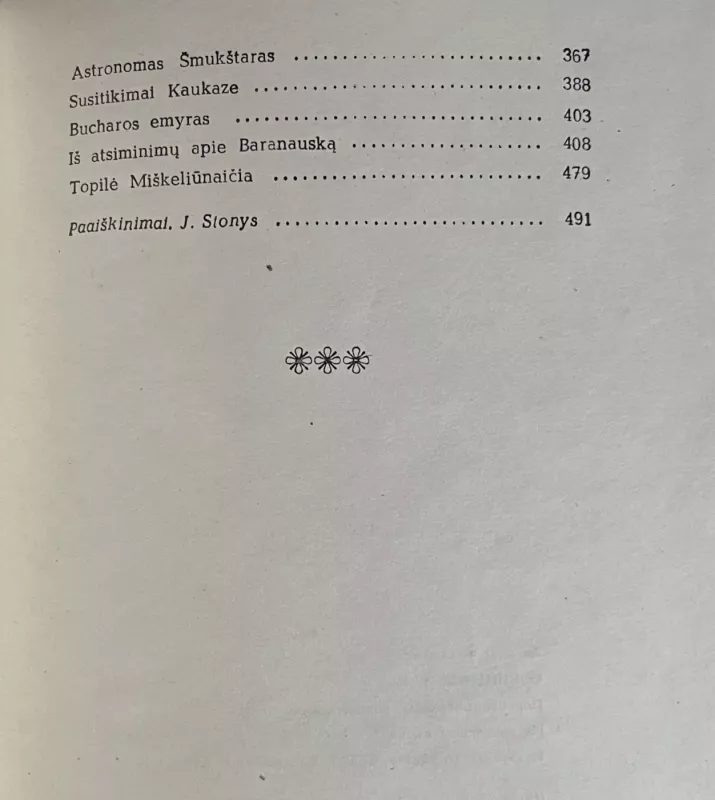 Astronomas Šmukštaras 367
Susitikimai Kaukaze 388
Bucharos emyras 403
Iš atsiminimų apie Baranauską 408
Topilė Miškeliūnaičia 479
Paaiškinimai. J. Stonys 491